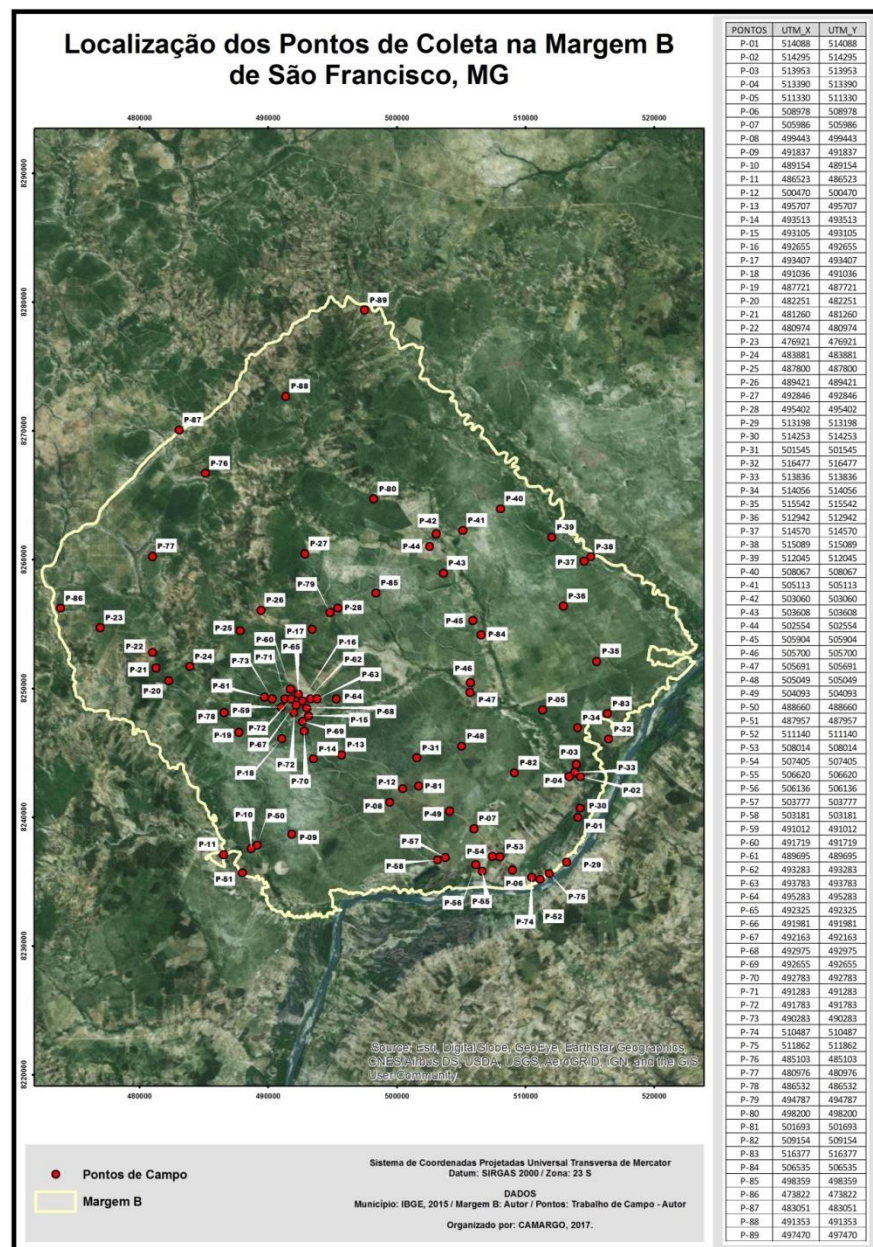 Localização dos Pontos de Coleta na Margem B
de São Francisco, MG
480000 490000 500000 510000 520000
8290000
8280000
8270000
8260000
8250000
8240000
8230000
8220000
P-89
P-88
P-87
P-76
P-80
P-40
P-42
P-41
P-39
P-38
P-44
P-27
P-37
P-77
P-43
P-79
P-85
P-36
P-86
P-26
P-28
P-23
P-25
P-17
P-45
P-16
P-60
P-65
P-84
P-22
P-24
P-73
P-71
P-62
P-35
P-21
P-63
P-46
P-20
P-61
P-64
P-47
P-05
P-83
P-78
P-59
P-68
P-34
P-15
P-19
P-72
P-69
P-48
P-32
P-67
P-13
P-14
P-03
P-18
P-72
P-31
P-82
P-33
P-70
P-04
P-02
P-12
P-81
P-08
P-30
P-10
P-50
P-49
P-07
P-01
P-09
P-11
P-57
P-54
P-53
P-29
P-58
P-06
P-51
P-75
P-56
P-55
P-74
P-52
Source: Esri, DigitalGlobe, GeoEye, Earthstar Geographics,
CNES/Airbus DS, USDA, USGS, AeroGRID, IGN, and the GIS
User Community
480000 490000 500000 510000 520000
Pontos de Campo
Margem B
Sistema de Coordenadas Projetadas Universal Transversa de Mercator
Datum: SIRGAS 2000 / Zona: 23 S
DADOS
Município: IBGE, 2015 / Margem B: Autor / Pontos: Trabalho de Campo - Autor
Organizado por: CAMARGO, 2017.
PONTOS UTM_X UTM_Y
P-01 514088 514088
P-02 514295 514295
P-03 513953 513953
P-04 513390 513390
P-05 511330 511330
P-06 508978 508978
P-07 505986 505986
P-08 499443 499443
P-09 491837 491837
P-10 489154 489154
P-11 486523 486523
P-12 500470 500470
P-13 495707 495707
P-14 493513 493513
P-15 493105 493105
P-16 492655 492655
P-17 493407 493407
P-18 491036 491036
P-19 487721 487721
P-20 482251 482251
P-21 481260 481260
P-22 480974 480974
P-23 476921 476921
P-24 483881 483881
P-25 487800 487800
P-26 489421 489421
P-27 492846 492846
P-28 495402 495402
P-29 513198 513198
P-30 514253 514253
P-31 501545 501545
P-32 516477 516477
P-33 513836 513836
P-34 514056 514056
P-35 515542 515542
P-36 512942 512942
P-37 514570 514570
P-38 515089 515089
P-39 512045 512045
P-40 508067 508067
P-41 505113 505113
P-42 503060 503060
P-43 503608 503608
P-44 502554 502554
P-45 505904 505904
P-46 505700 505700
P-47 505691 505691
P-48 505049 505049
P-49 504093 504093
P-50 488660 488660
P-51 487957 487957
P-52 511140 511140
P-53 508014 508014
P-54 507405 507405
P-55 506620 506620
P-56 506136 506136
P-57 503777 503777
P-58 503181 503181
P-59 491012 491012
P-60 491719 491719
P-61 489695 489695
P-62 493283 493283
P-63 493783 493783
P-64 495283 495283
P-65 492325 492325
P-66 491981 491981
P-67 492163 492163
P-68 492975 492975
P-69 492655 492655
P-70 492783 492783
P-71 491283 491283
P-72 491783 491783
P-73 490283 490283
P-74 510487 510487
P-75 511862 511862
P-76 485103 485103
P-77 480976 480976
P-78 486532 486532
P-79 494787 494787
P-80 498200 498200
P-81 501693 501693
P-82 509154 509154
P-83 516377 516377
P-84 506535 506535
P-85 498359 498359
P-86 473822 473822
P-87 483051 483051
P-88 491353 491353
P-89 497470 497470